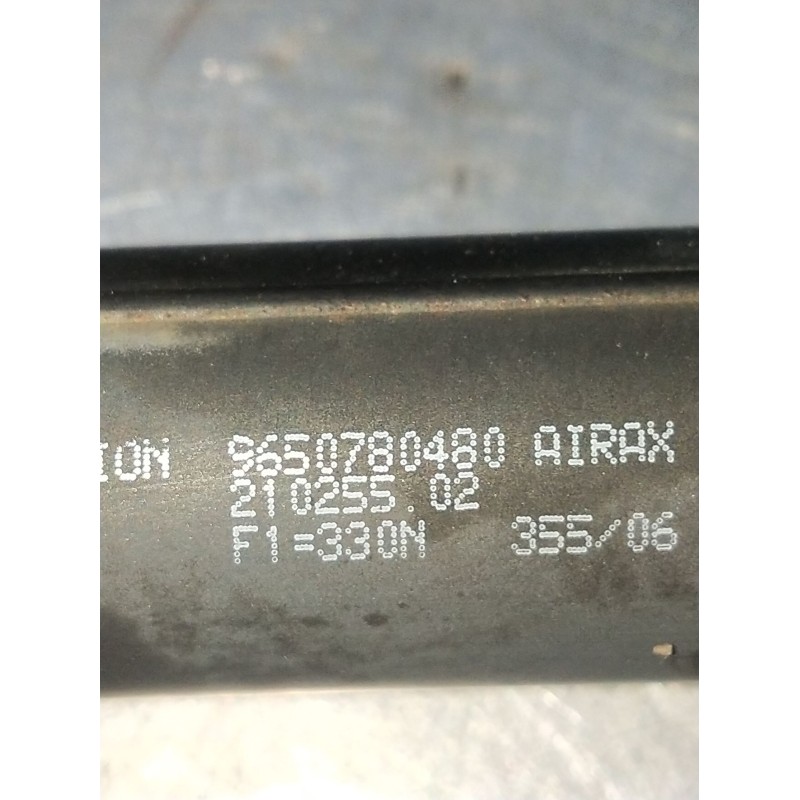 ION 9650780480 AIRAX
210255.02
F1=330N 355/06